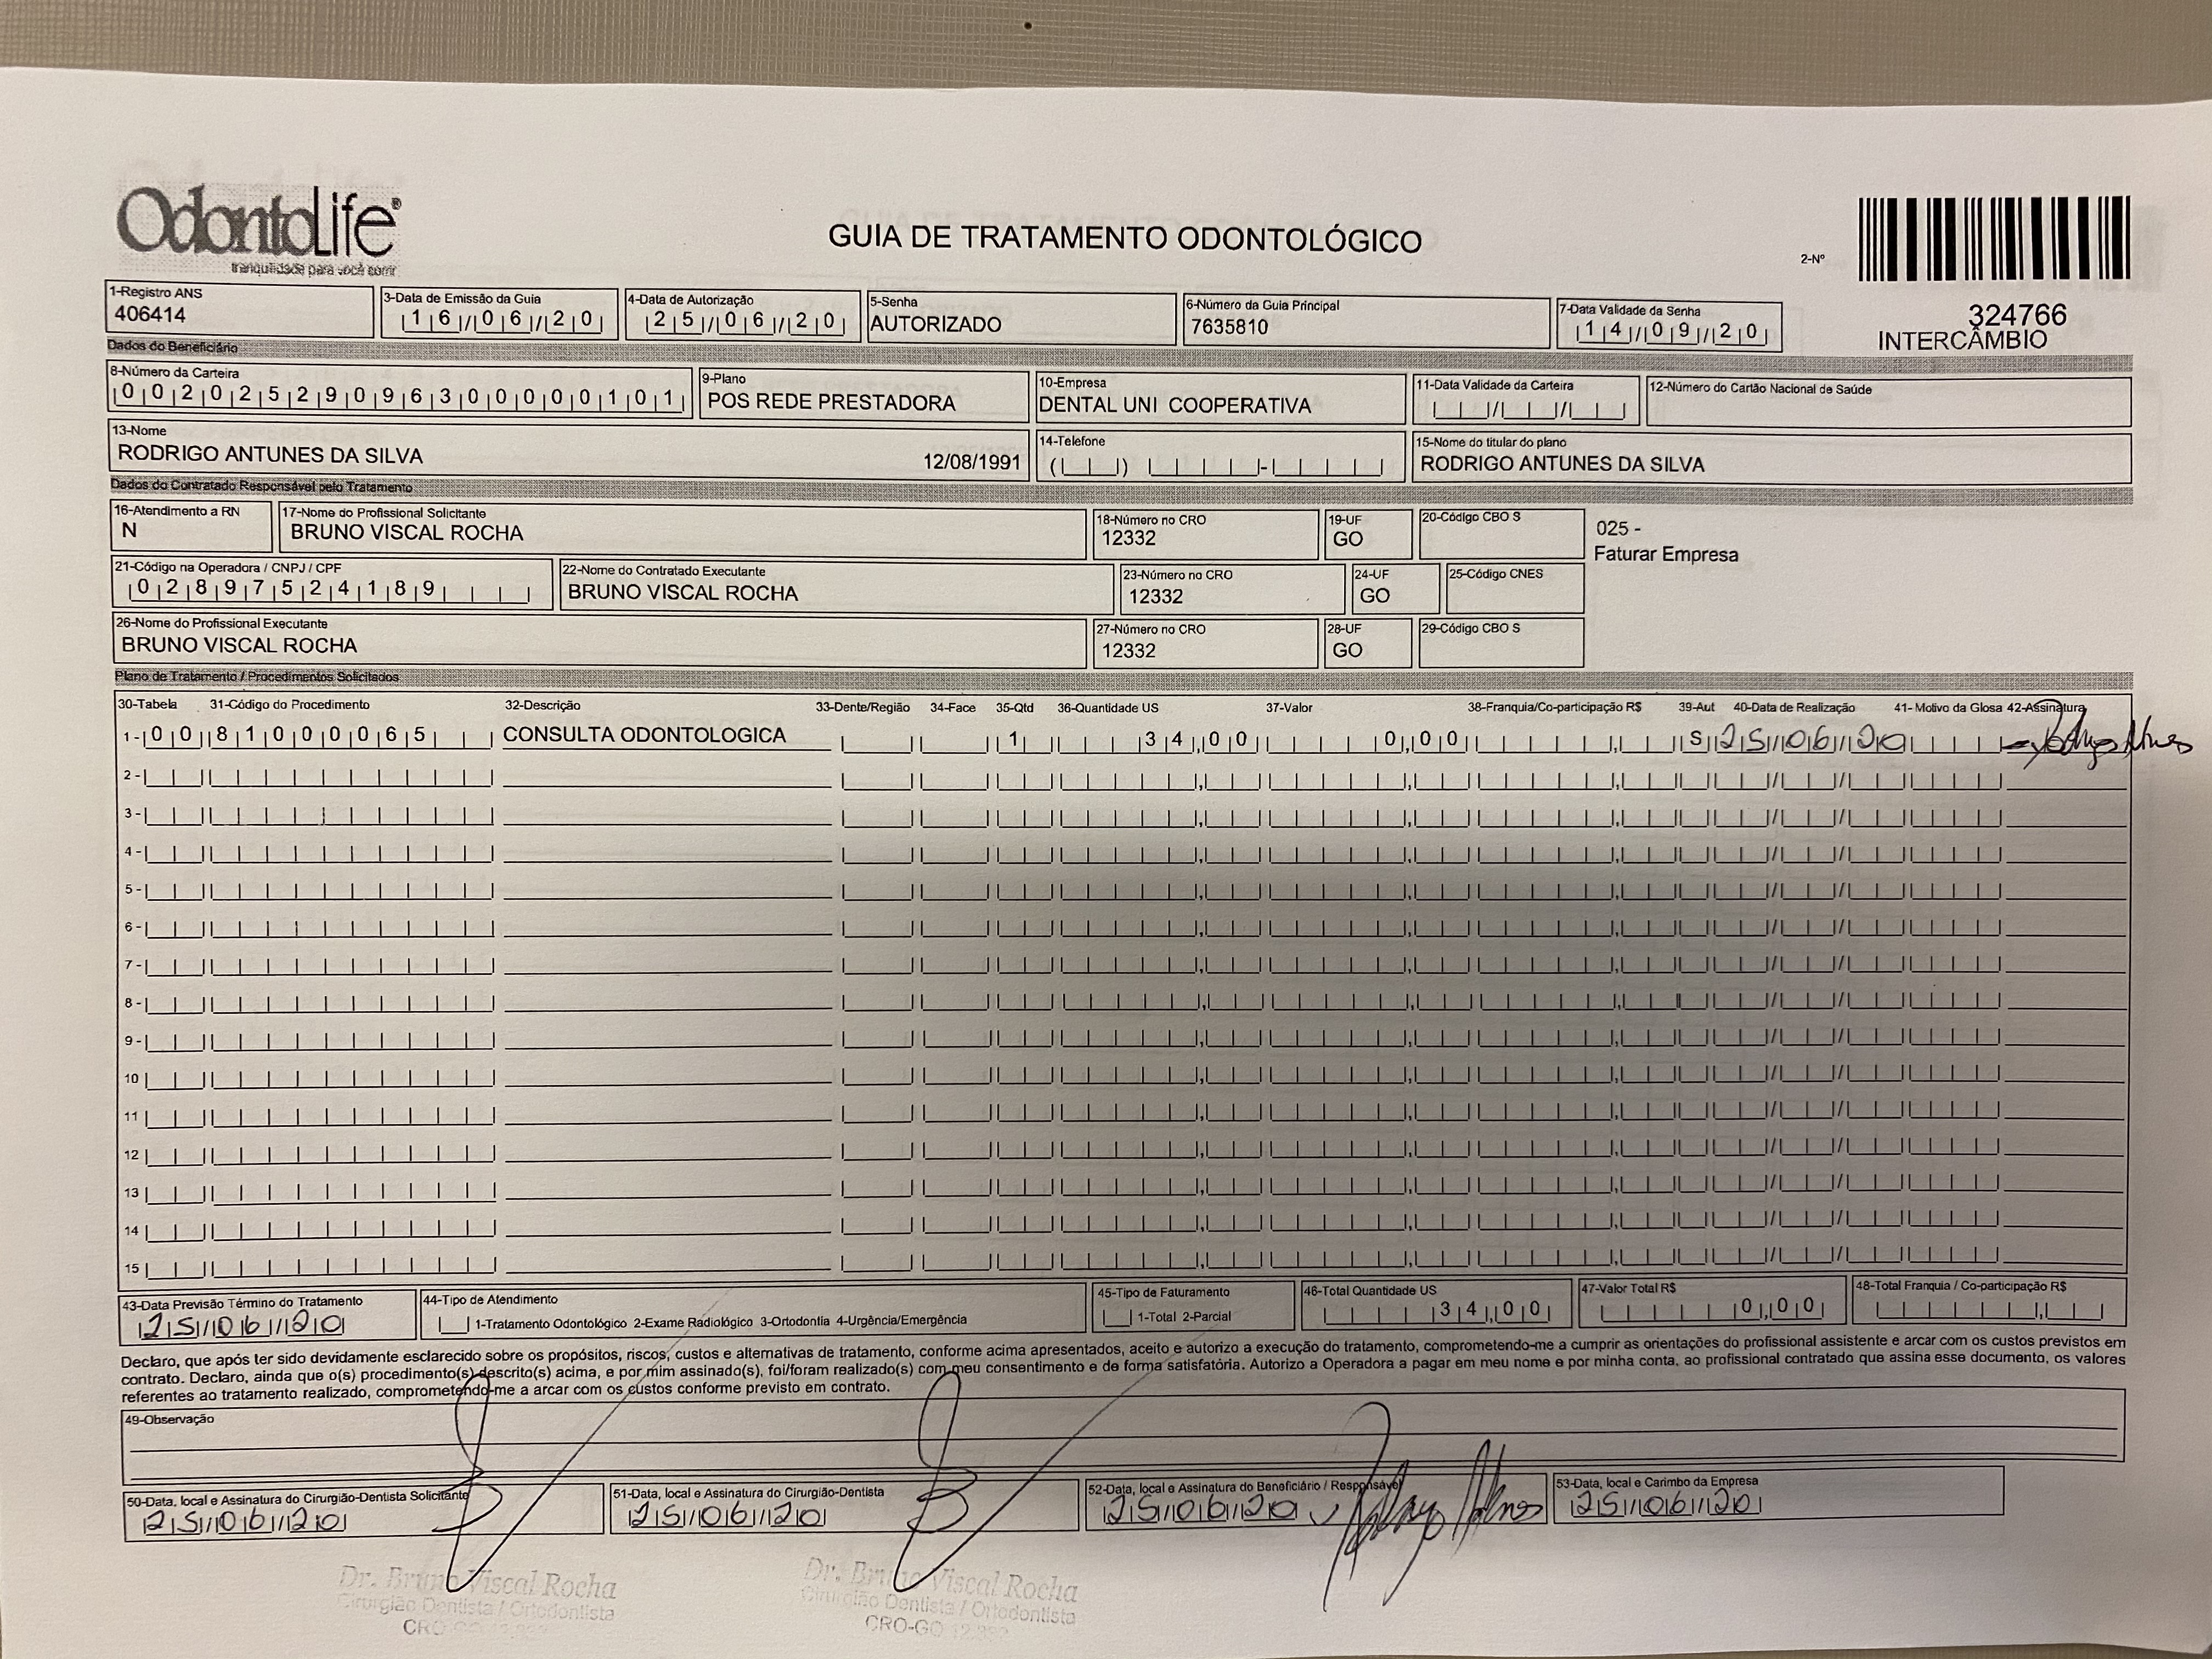 OdontoLife®
tranquilidade para você sorrir
GUIA DE TRATAMENTO ODONTOLÓGICO
2-Nº
324766
INTERCÂMBIO
1-Registro ANS
406414
3-Data de Emissão da Guia
16/06/20
4-Data de Autorização
25/06/20
5-Senha
AUTORIZADO
6-Número da Guia Principal
7635810
7-Data Validade da Senha
14/09/20
Dados do Beneficiário
8-Número da Carteira
00202529096300000101
9-Plano
POS REDE PRESTADORA
10-Empresa
DENTAL UNI COOPERATIVA
11-Data Validade da Carteira
12-Número do Cartão Nacional de Saúde
13-Nome
RODRIGO ANTUNES DA SILVA 12/08/1991
14-Telefone
15-Nome do titular do plano
RODRIGO ANTUNES DA SILVA
Dados do Contratado Responsável pelo Tratamento
16-Atendimento a RN
N
17-Nome do Profissional Solicitante
BRUNO VISCAL ROCHA
18-Número no CRO
12332
19-UF
GO
20-Código CBO S
025 -
Faturar Empresa
21-Código na Operadora / CNPJ / CPF
02897524189
22-Nome do Contratado Executante
BRUNO VISCAL ROCHA
23-Número no CRO
12332
24-UF
GO
25-Código CNES
26-Nome do Profissional Executante
BRUNO VISCAL ROCHA
27-Número no CRO
12332
28-UF
GO
29-Código CBO S
Plano de Tratamento / Procedimentos Solicitados
30-Tabela 31-Código do Procedimento 32-Descrição 33-Dente/Região 34-Face 35-Qtd 36-Quantidade US 37-Valor 38-Franquia/Co-participação R$ 39-Aut 40-Data de Realização 41- Motivo da Glosa 42-Assinatura
1- 00 81000065 CONSULTA ODONTOLOGICA 1 34,00 0,00 S 25/06/20 Rodrigo Antunes
2-
3-
4-
5-
6-
7-
8-
9-
10
11
12
13
14
15
43-Data Previsão Término do Tratamento
25/06/20
44-Tipo de Atendimento
1-Tratamento Odontológico 2-Exame Radiológico 3-Ortodontia 4-Urgência/Emergência
45-Tipo de Faturamento
1-Total 2-Parcial
46-Total Quantidade US
34,00
47-Valor Total R$
0,00
48-Total Franquia / Co-participação R$
Declaro, que após ter sido devidamente esclarecido sobre os propósitos, riscos, custos e alternativas de tratamento, conforme acima apresentados, aceito e autorizo a execução do tratamento, comprometendo-me a cumprir as orientações do profissional assistente e arcar com os custos previstos em
contrato. Declaro, ainda que o(s) procedimento(s) descrito(s) acima, e por mim assinado(s), foi/foram realizado(s) com meu consentimento e de forma satisfatória. Autorizo a Operadora a pagar em meu nome e por minha conta, ao profissional contratado que assina esse documento, os valores
referentes ao tratamento realizado, comprometendo-me a arcar com os custos conforme previsto em contrato.
49-Observação
50-Data, local e Assinatura do Cirurgião-Dentista Solicitante
25/06/20
51-Data, local e Assinatura do Cirurgião-Dentista
25/06/20
52-Data, local e Assinatura do Beneficiário / Responsável
25/06/20 Rodrigo Antunes
53-Data, local e Carimbo da Empresa
25/06/20
Dr. Bruno Viscal Rocha
Cirurgião Dentista / Ortodontista
CRO-GO 12.332
Dr. Bruno Viscal Rocha
Cirurgião Dentista / Ortodontista
CRO-GO 12.332